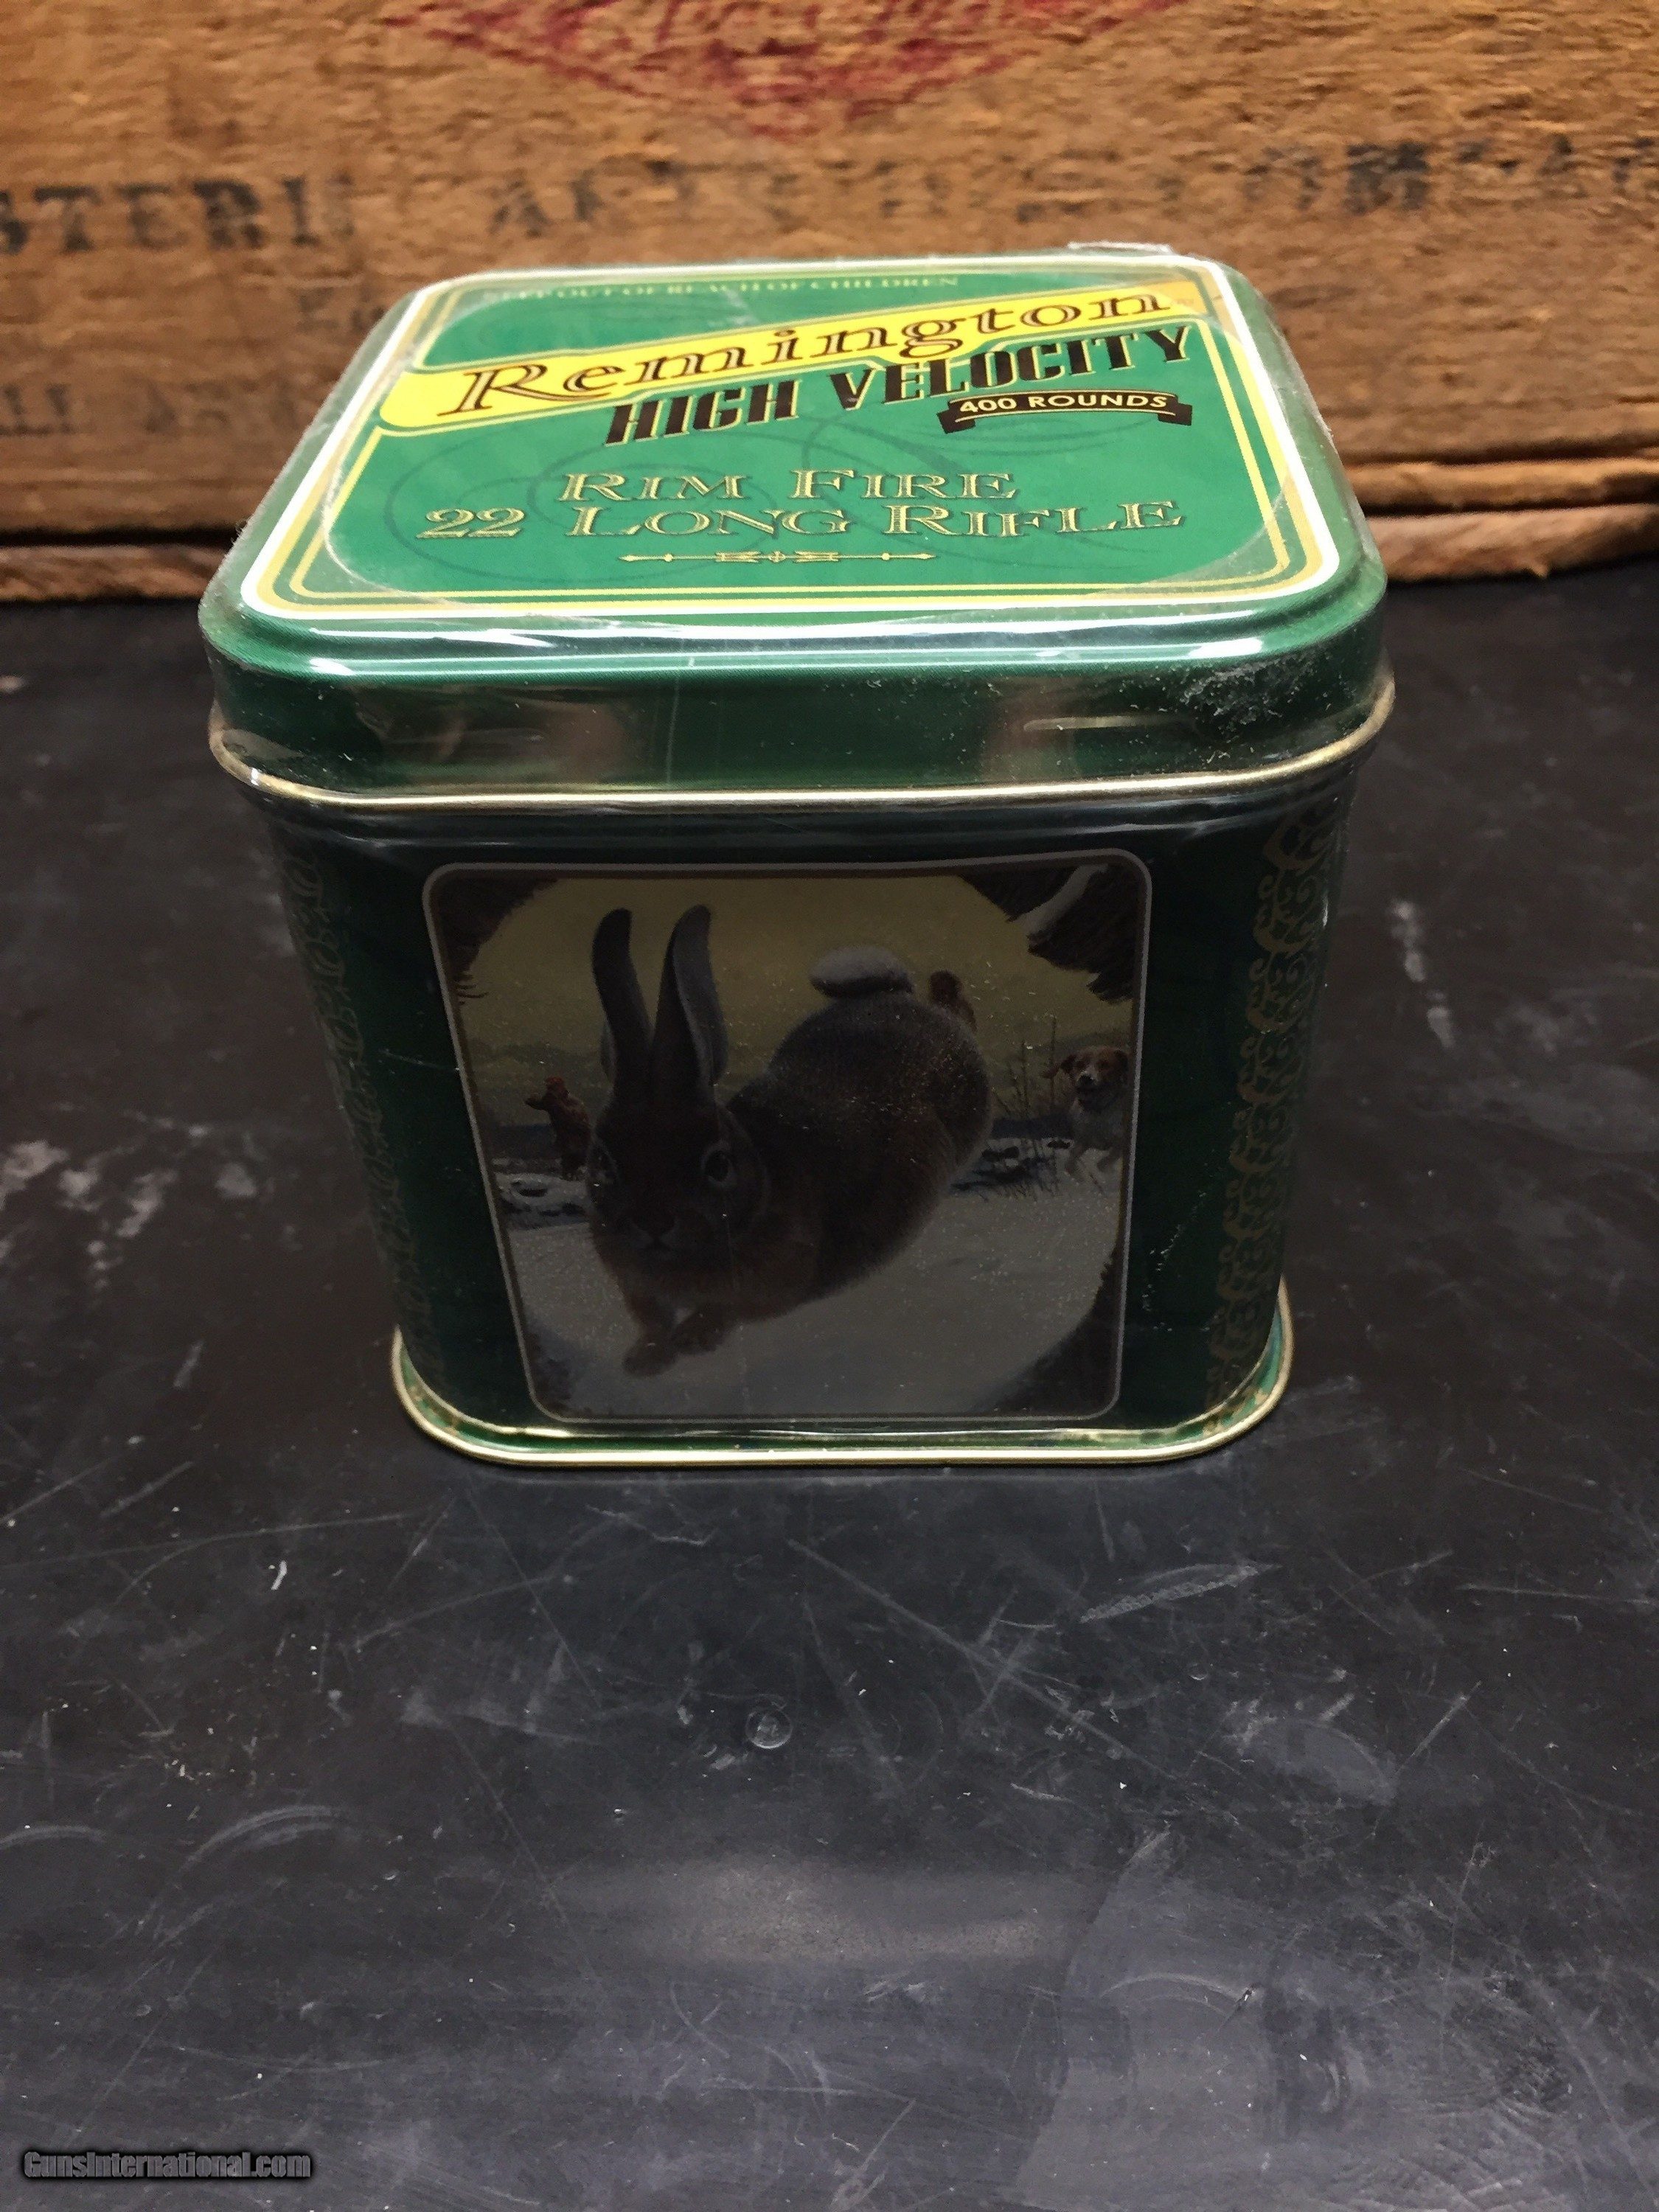 KEEP OUT OF REACH OF CHILDREN
Remington
HIGH VELOCITY
400 ROUNDS
RIM FIRE
22 LONG RIFLE
GunsInternational.com